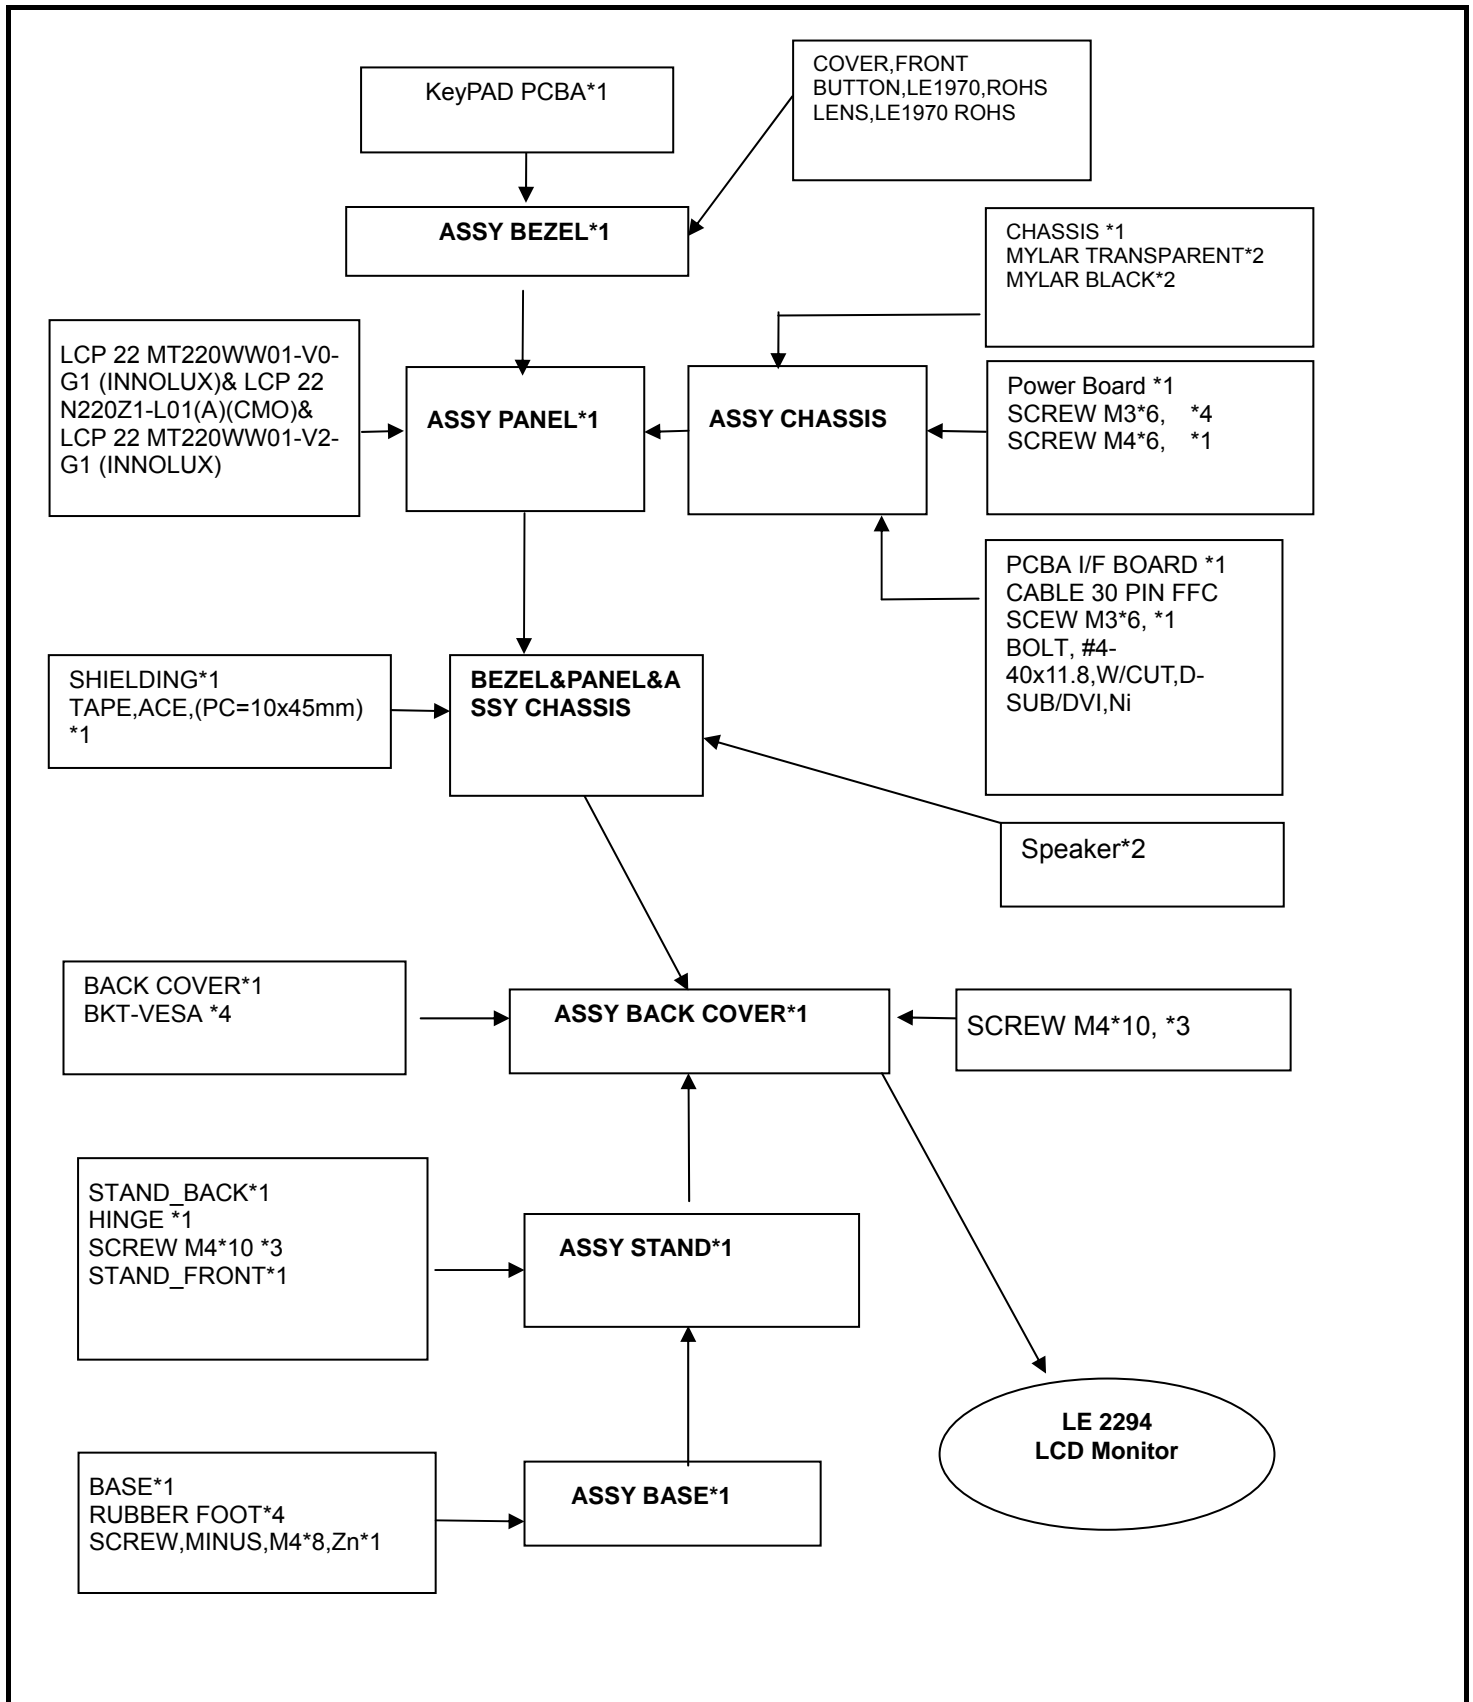 KeyPAD PCBA*1
COVER,FRONT
BUTTON,LE1970,ROHS
LENS,LE1970 ROHS
ASSY BEZEL*1
CHASSIS *1
MYLAR TRANSPARENT*2
MYLAR BLACK*2
LCP 22 MT220WW01-V0-
G1 (INNOLUX)& LCP 22
N220Z1-L01(A)(CMO)&
LCP 22 MT220WW01-V2-
G1 (INNOLUX)
ASSY PANEL*1
ASSY CHASSIS
Power Board *1
SCREW M3*6, *4
SCREW M4*6, *1
PCBA I/F BOARD *1
CABLE 30 PIN FFC
SCEW M3*6, *1
BOLT, #4-
40x11.8,W/CUT,D-
SUB/DVI,Ni
SHIELDING*1
TAPE,ACE,(PC=10x45mm)
*1
BEZEL&PANEL&A
SSY CHASSIS
Speaker*2
BACK COVER*1
BKT-VESA *4
ASSY BACK COVER*1
SCREW M4*10, *3
STAND_BACK*1
HINGE *1
SCREW M4*10 *3
STAND_FRONT*1
ASSY STAND*1
LE 2294
LCD Monitor
BASE*1
RUBBER FOOT*4
SCREW,MINUS,M4*8,Zn*1
ASSY BASE*1